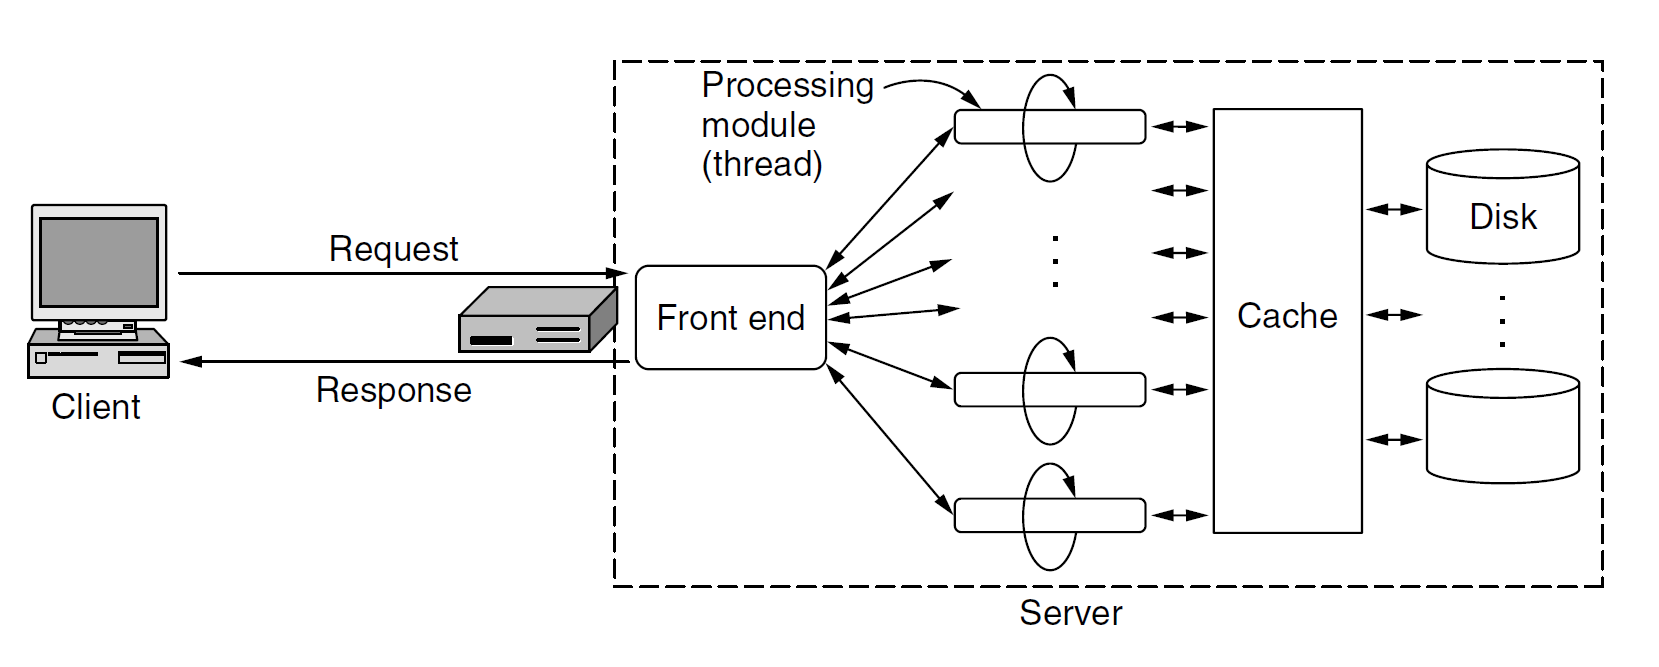 Processing
module
(thread)
Request
Response
Client
Front end
Cache
Disk
Server